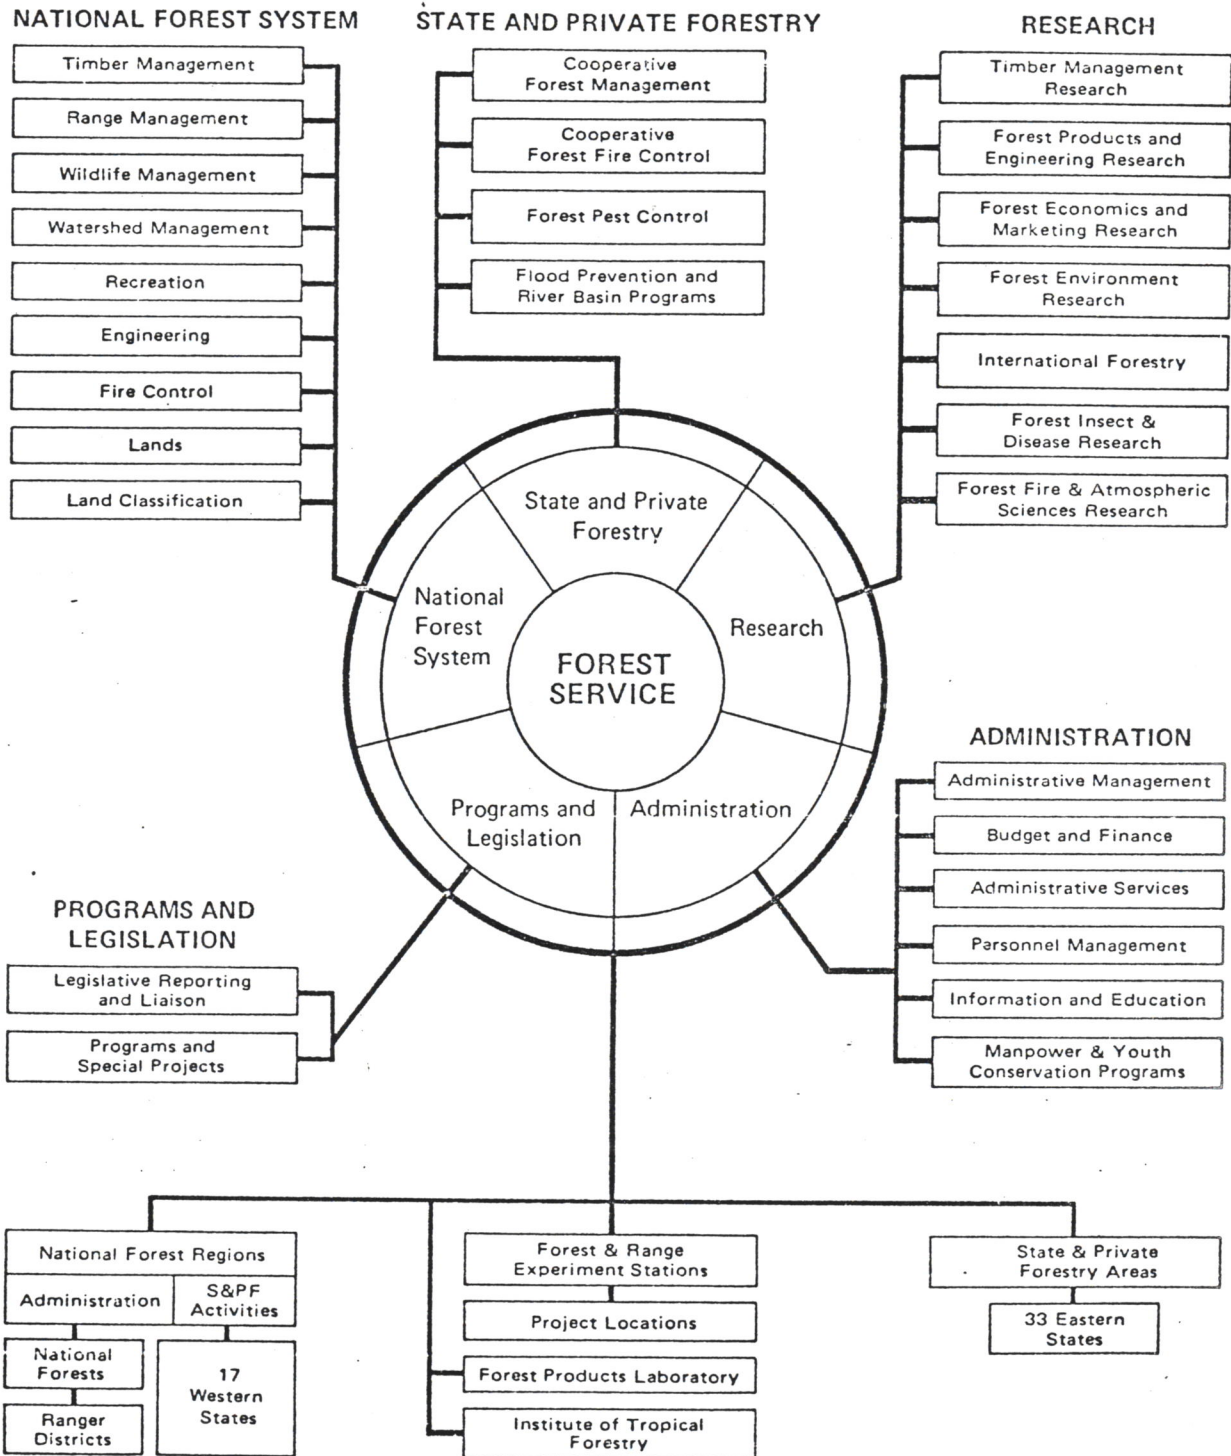 NATIONAL FOREST SYSTEM
Timber Management
Range Management
Wildlife Management
Watershed Management
Recreation
Engineering
Fire Control
Lands
Land Classification
STATE AND PRIVATE FORESTRY
Cooperative
Forest Management
Cooperative
Forest Fire Control
Forest Pest Control
Flood Prevention and
River Basin Programs
RESEARCH
Timber Management
Research
Forest Products and
Engineering Research
Forest Economics and
Marketing Research
Forest Environment
Research
International Forestry
Forest Insect &
Disease Research
Forest Fire & Atmospheric
Sciences Research
State and Private
Forestry
National
Forest
System
Research
FOREST
SERVICE
Programs and
Legislation
Administration
ADMINISTRATION
Administrative Management
Budget and Finance
Administrative Services
Personnel Management
Information and Education
Manpower & Youth
Conservation Programs
PROGRAMS AND
LEGISLATION
Legislative Reporting
and Liaison
Programs and
Special Projects
National Forest Regions
Administration
S&PF
Activities
National
Forests
Ranger
Districts
17
Western
States
Forest & Range
Experiment Stations
Project Locations
Forest Products Laboratory
Institute of Tropical
Forestry
State & Private
Forestry Areas
33 Eastern
States